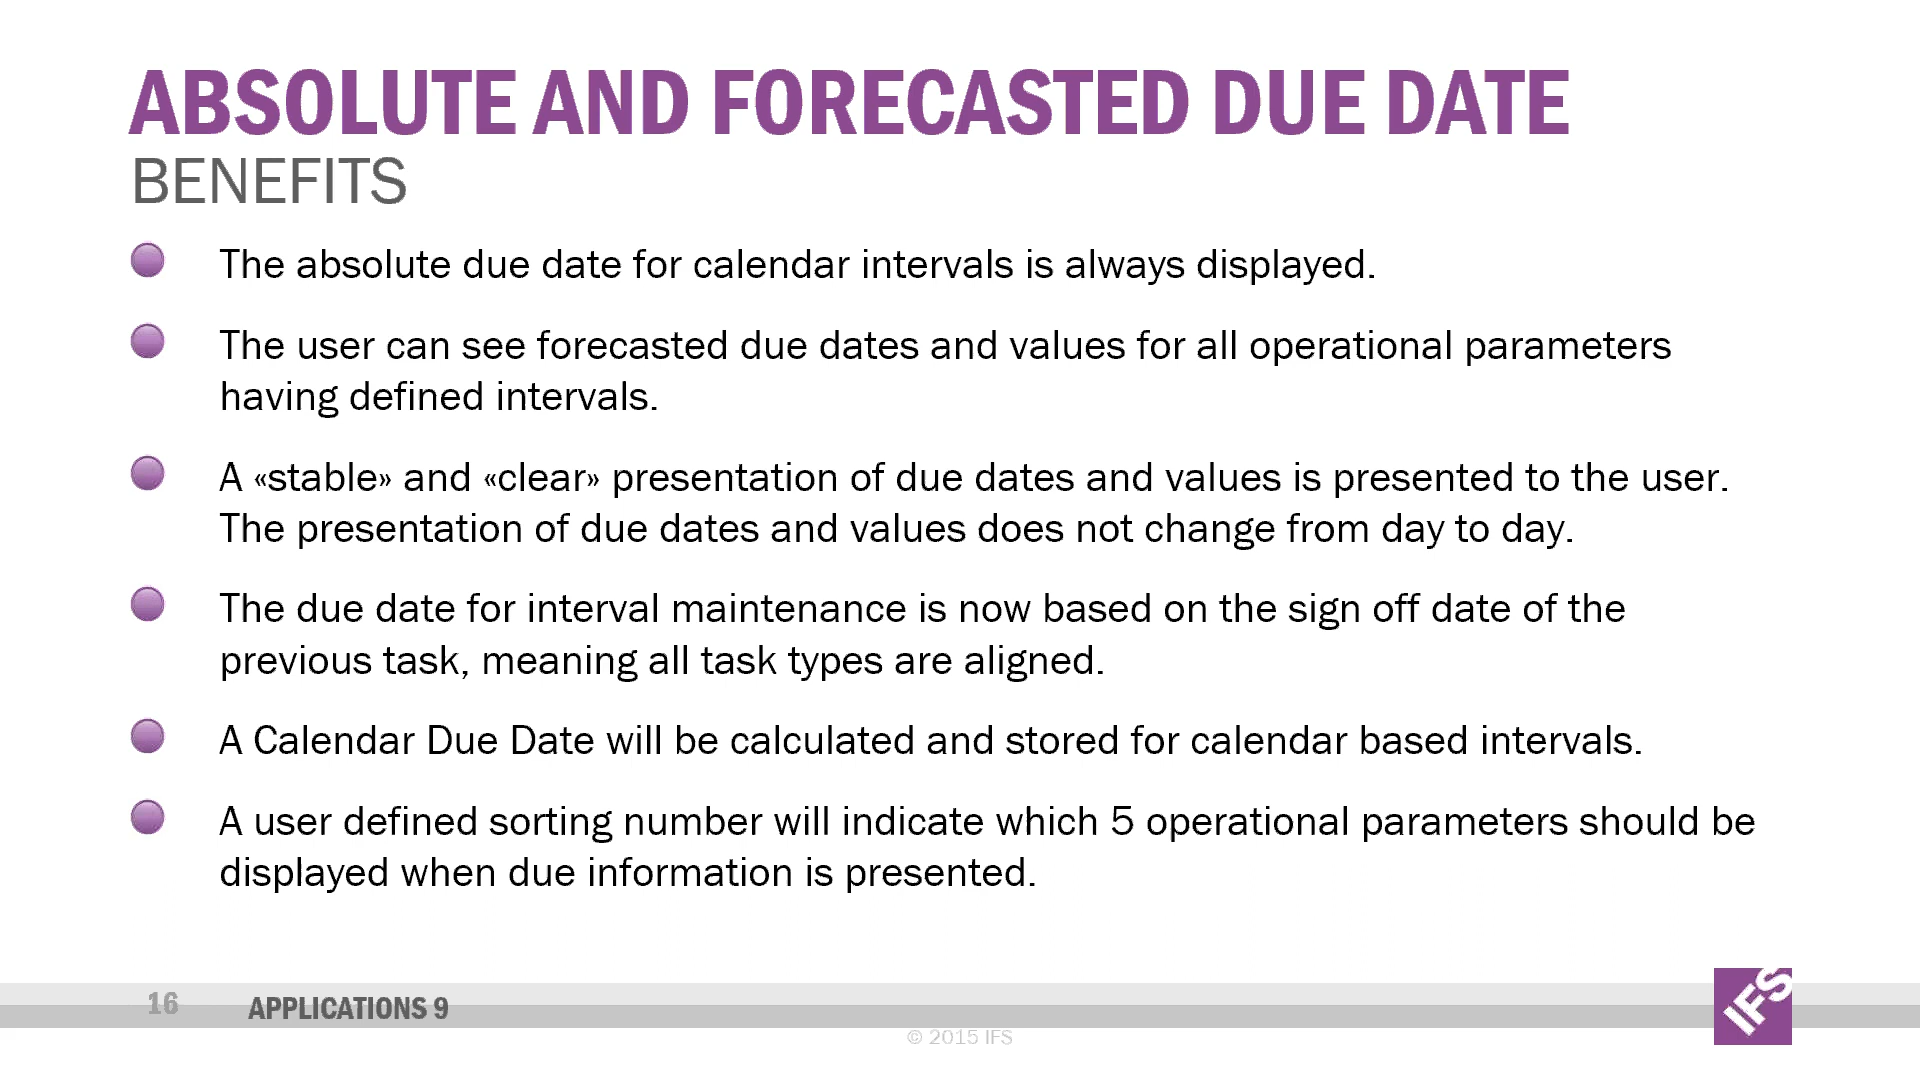 ABSOLUTE AND FORECASTED DUE DATE
BENEFITS
The absolute due date for calendar intervals is always displayed.
The user can see forecasted due dates and values for all operational parameters
having defined intervals.
A «stable» and «clear» presentation of due dates and values is presented to the user.
The presentation of due dates and values does not change from day to day.
The due date for interval maintenance is now based on the sign off date of the
previous task, meaning all task types are aligned.
A Calendar Due Date will be calculated and stored for calendar based intervals.
A user defined sorting number will indicate which 5 operational parameters should be
displayed when due information is presented.
16 APPLICATIONS 9
© 2015 IFS
IFS